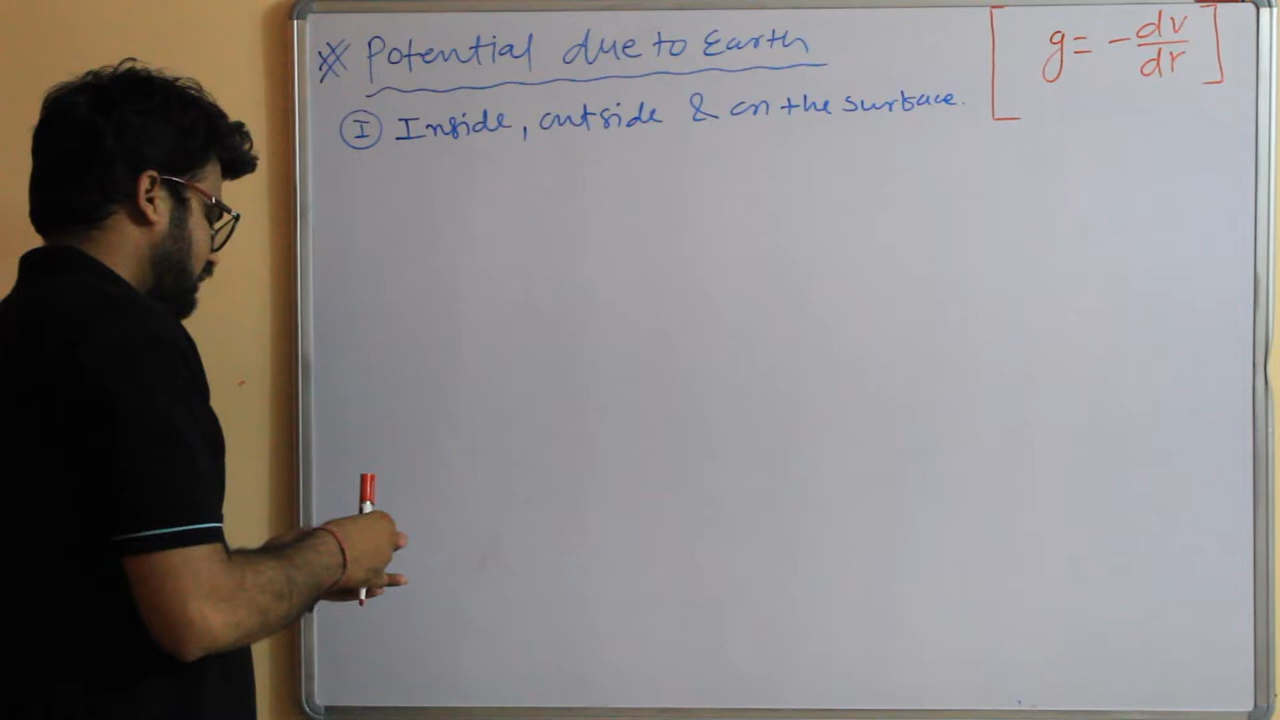 ※ Potential due to Earth
[ g = - dv/dr ]
Ⓘ Inside, outside & on the surface.